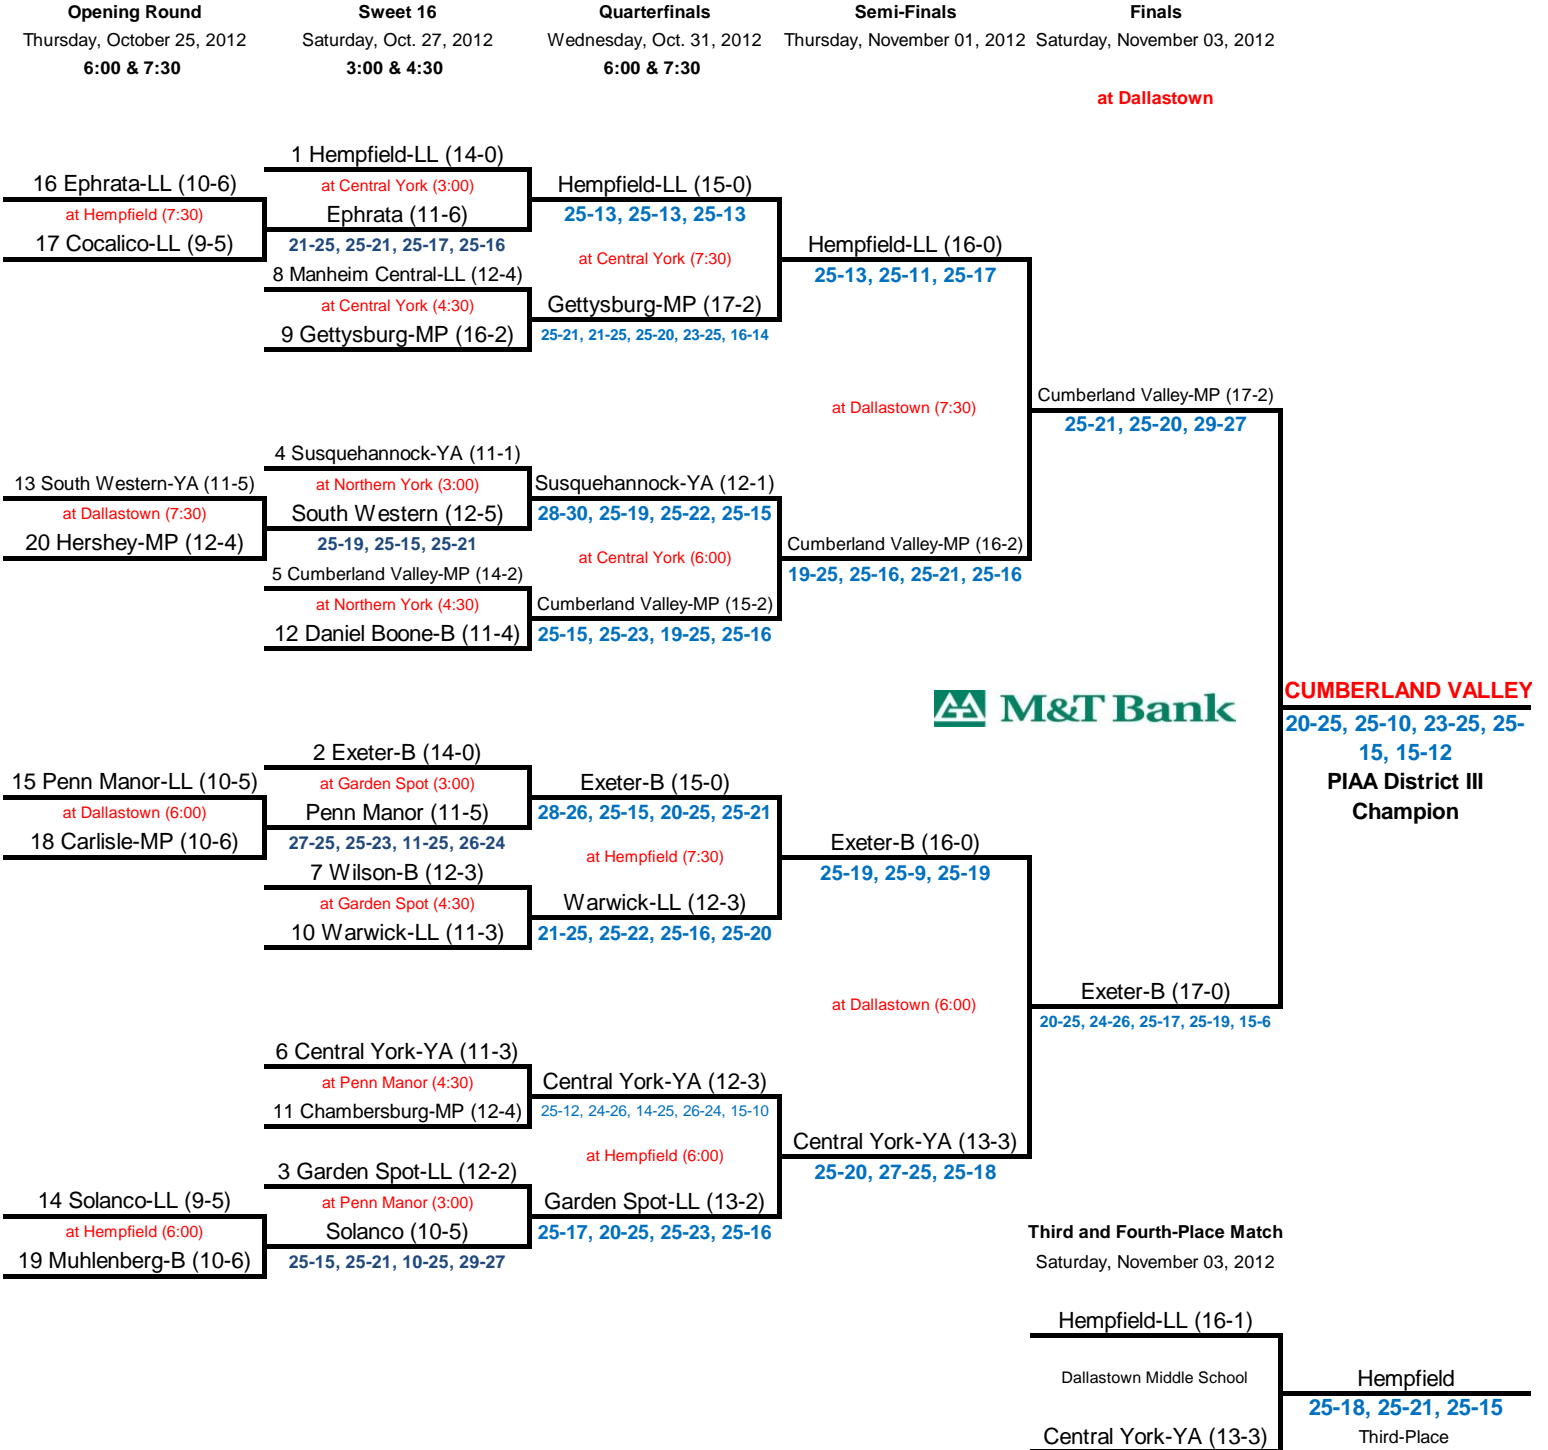 Opening Round
Thursday, October 25, 2012
6:00 & 7:30
Sweet 16
Saturday, Oct. 27, 2012
3:00 & 4:30
Quarterfinals
Wednesday, Oct. 31, 2012
6:00 & 7:30
Semi-Finals
Thursday, November 01, 2012
Finals
Saturday, November 03, 2012
at Dallastown
16 Ephrata-LL (10-6)
at Hempfield (7:30)
17 Cocalico-LL (9-5)
13 South Western-YA (11-5)
at Dallastown (7:30)
20 Hershey-MP (12-4)
15 Penn Manor-LL (10-5)
at Dallastown (6:00)
18 Carlisle-MP (10-6)
14 Solanco-LL (9-5)
at Hempfield (6:00)
19 Muhlenberg-B (10-6)
1 Hempfield-LL (14-0)
at Central York (3:00)
Ephrata (11-6)
21-25, 25-21, 25-17, 25-16
8 Manheim Central-LL (12-4)
at Central York (4:30)
9 Gettysburg-MP (16-2)
4 Susquehannock-YA (11-1)
at Northern York (3:00)
South Western (12-5)
25-19, 25-15, 25-21
5 Cumberland Valley-MP (14-2)
at Northern York (4:30)
12 Daniel Boone-B (11-4)
2 Exeter-B (14-0)
at Garden Spot (3:00)
Penn Manor (11-5)
27-25, 25-23, 11-25, 26-24
7 Wilson-B (12-3)
at Garden Spot (4:30)
10 Warwick-LL (11-3)
6 Central York-YA (11-3)
at Penn Manor (4:30)
11 Chambersburg-MP (12-4)
3 Garden Spot-LL (12-2)
at Penn Manor (3:00)
Solanco (10-5)
25-15, 25-21, 10-25, 29-27
Hempfield-LL (15-0)
25-13, 25-13, 25-13
at Central York (7:30)
Gettysburg-MP (17-2)
25-21, 21-25, 25-20, 23-25, 16-14
Susquehannock-YA (12-1)
28-30, 25-19, 25-22, 25-15
at Central York (6:00)
Cumberland Valley-MP (15-2)
25-15, 25-23, 19-25, 25-16
Exeter-B (15-0)
28-26, 25-15, 20-25, 25-21
at Hempfield (7:30)
Warwick-LL (12-3)
21-25, 25-22, 25-16, 25-20
Central York-YA (12-3)
25-12, 24-26, 14-25, 26-24, 15-10
at Hempfield (6:00)
Garden Spot-LL (13-2)
25-17, 20-25, 25-23, 25-16
Hempfield-LL (16-0)
25-13, 25-11, 25-17
at Dallastown (7:30)
Cumberland Valley-MP (16-2)
19-25, 25-16, 25-21, 25-16
Exeter-B (16-0)
25-19, 25-9, 25-19
at Dallastown (6:00)
Central York-YA (13-3)
25-20, 27-25, 25-18
Cumberland Valley-MP (17-2)
25-21, 25-20, 29-27
M&T Bank
Exeter-B (17-0)
20-25, 24-26, 25-17, 25-19, 15-6
CUMBERLAND VALLEY
20-25, 25-10, 23-25, 25-
15, 15-12
PIAA District III
Champion
Third and Fourth-Place Match
Saturday, November 03, 2012
Hempfield-LL (16-1)
Dallastown Middle School
Central York-YA (13-3)
Hempfield
25-18, 25-21, 25-15
Third-Place